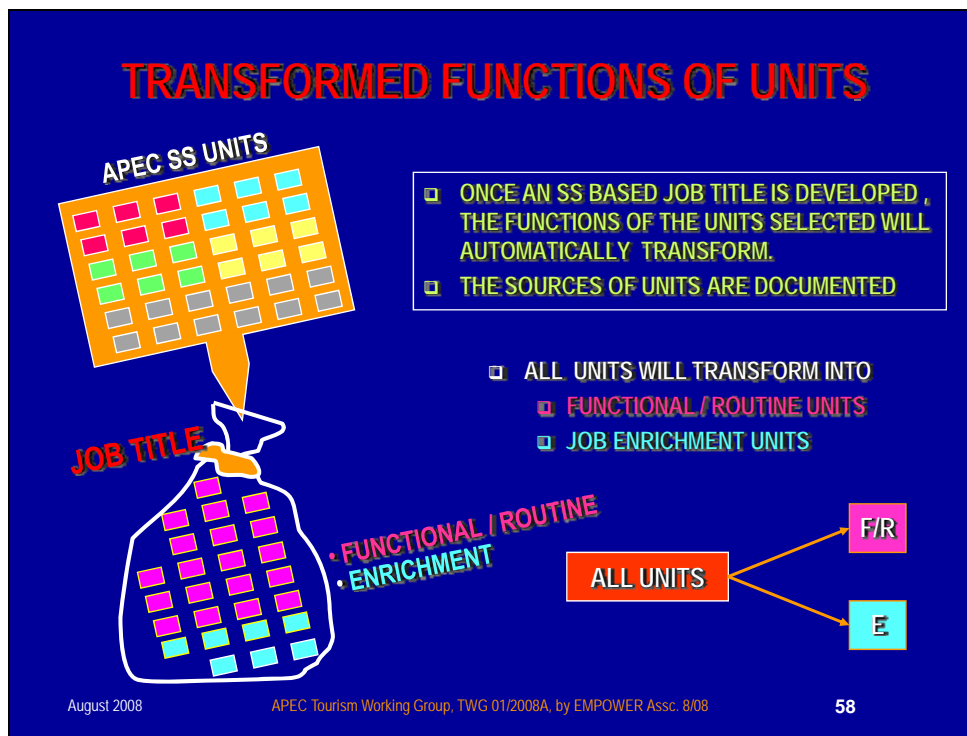 TRANSFORMED FUNCTIONS OF UNITS
APEC SS UNITS
ONCE AN SS BASED JOB TITLE IS DEVELOPED ,
THE FUNCTIONS OF THE UNITS SELECTED WILL
AUTOMATICALLY TRANSFORM.
THE SOURCES OF UNITS ARE DOCUMENTED
ALL UNITS WILL TRANSFORM INTO
FUNCTIONAL / ROUTINE UNITS
JOB ENRICHMENT UNITS
JOB TITLE
• FUNCTIONAL / ROUTINE
• ENRICHMENT
ALL UNITS
F/R
E
August 2008
APEC Tourism Working Group, TWG 01/2008A, by EMPOWER Assc. 8/08
58